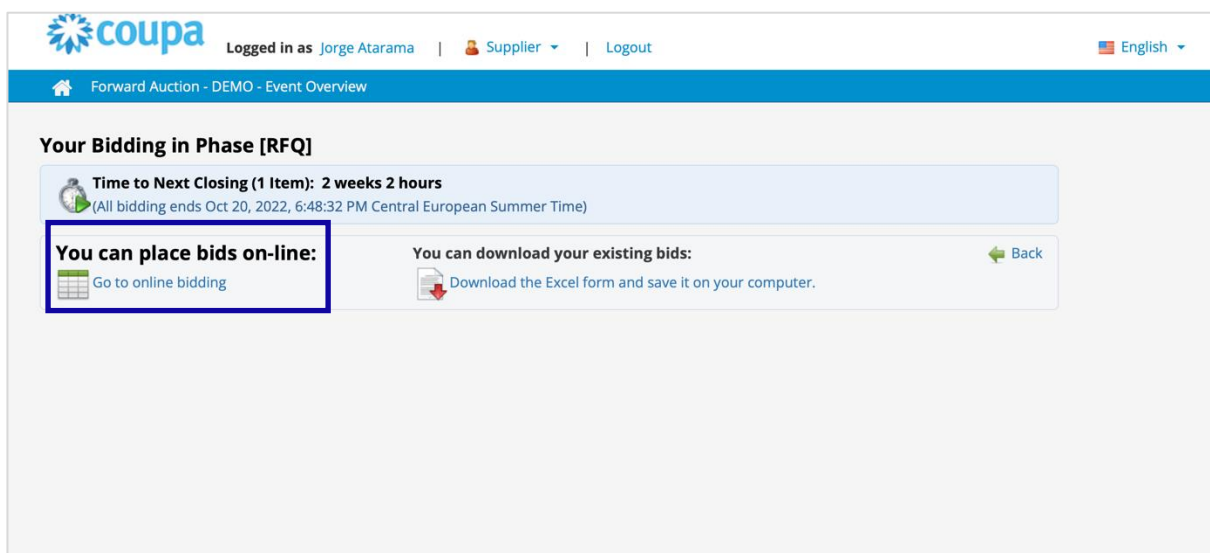 coupa
Logged in as Jorge Atarama | Supplier | Logout
English
Forward Auction - DEMO - Event Overview
Your Bidding in Phase [RFQ]
Time to Next Closing (1 Item): 2 weeks 2 hours
(All bidding ends Oct 20, 2022, 6:48:32 PM Central European Summer Time)
You can place bids on-line:
Go to online bidding
You can download your existing bids:
Download the Excel form and save it on your computer.
Back